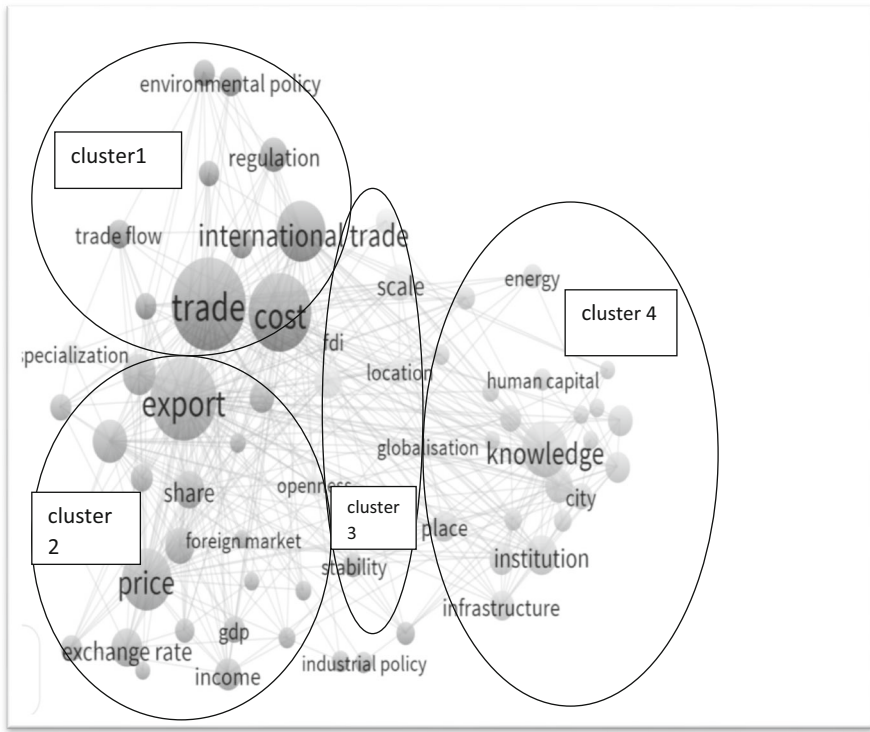 environmental policy
cluster1
regulation
trade flow
international trade
scale
energy
trade
cost
cluster 4
fdi
specialization
location
human capital
export
globalisation
knowledge
share
openness
cluster
3
city
cluster
2
place
foreign market
institution
price
stability
infrastructure
gdp
exchange rate
industrial policy
income